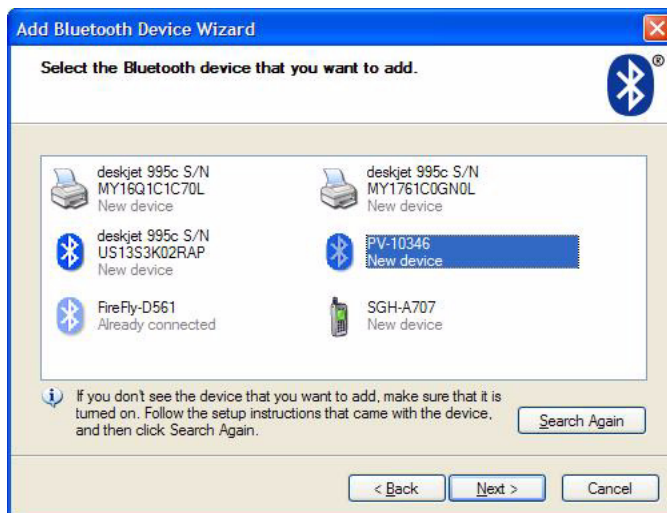 Add Bluetooth Device Wizard
Select the Bluetooth device that you want to add.
®
deskjet 995c S/N
MY16Q1C1C70L
New device
deskjet 995c S/N
MY1761C0GN0L
New device
deskjet 995c S/N
US13S3K02RAP
New device
PV-10346
New device
FireFly-D561
Already connected
SGH-A707
New device
If you don't see the device that you want to add, make sure that it is
turned on. Follow the setup instructions that came with the device,
and then click Search Again.
Search Again
< Back
Next >
Cancel